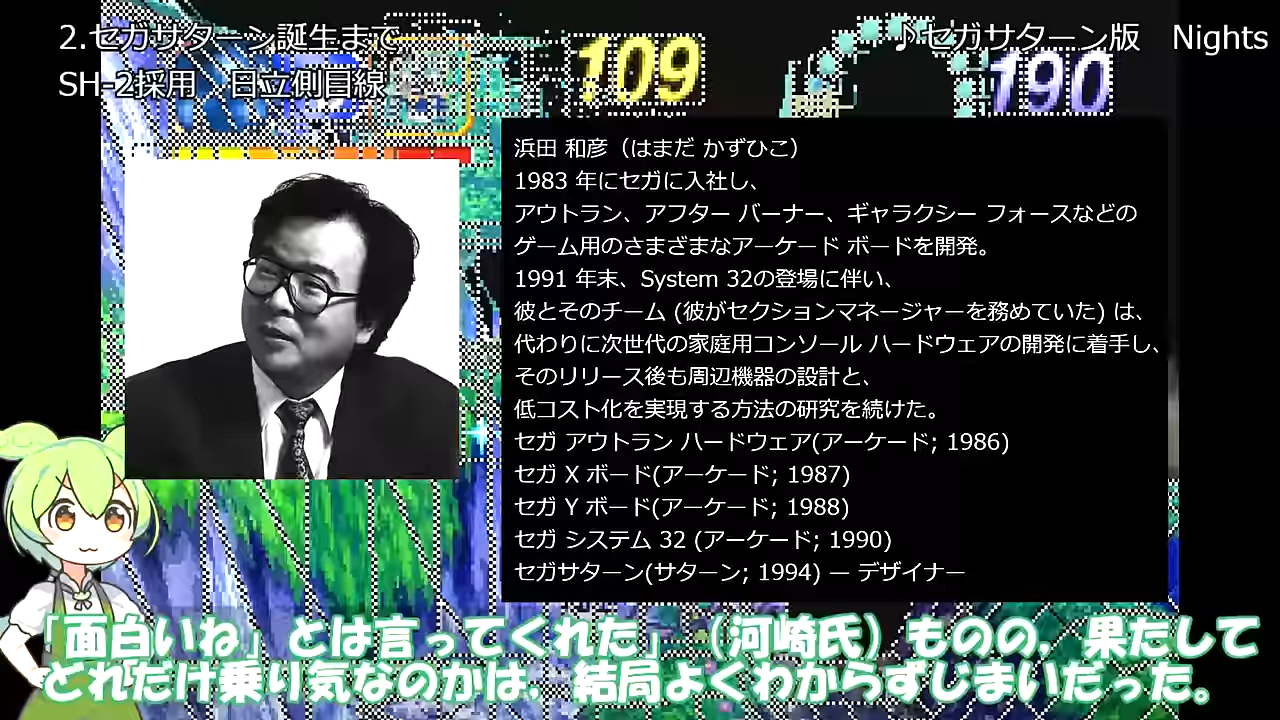 2.セガサターン誕生まで
SH-2採用 日立側目線
♪セガサターン版 Nights
109
190
浜田 和彦（はまだ かずひこ）
1983 年にセガに入社し、
アウトラン、アフター バーナー、ギャラクシー フォースなどの
ゲーム用のさまざまなアーケード ボードを開発。
1991 年末、System 32の登場に伴い、
彼とそのチーム (彼がセクションマネージャーを務めていた) は、
代わりに次世代の家庭用コンソール ハードウェアの開発に着手し、
そのリリース後も周辺機器の設計と、
低コスト化を実現する方法の研究を続けた。
セガ アウトラン ハードウェア(アーケード; 1986)
セガ X ボード(アーケード; 1987)
セガ Y ボード(アーケード; 1988)
セガ システム 32 (アーケード; 1990)
セガサターン(サターン; 1994) — デザイナー
「面白いね」とは言ってくれた」（河崎氏）ものの、果たして
どれだけ乗り気なのかは、結局よくわからずじまいだった。